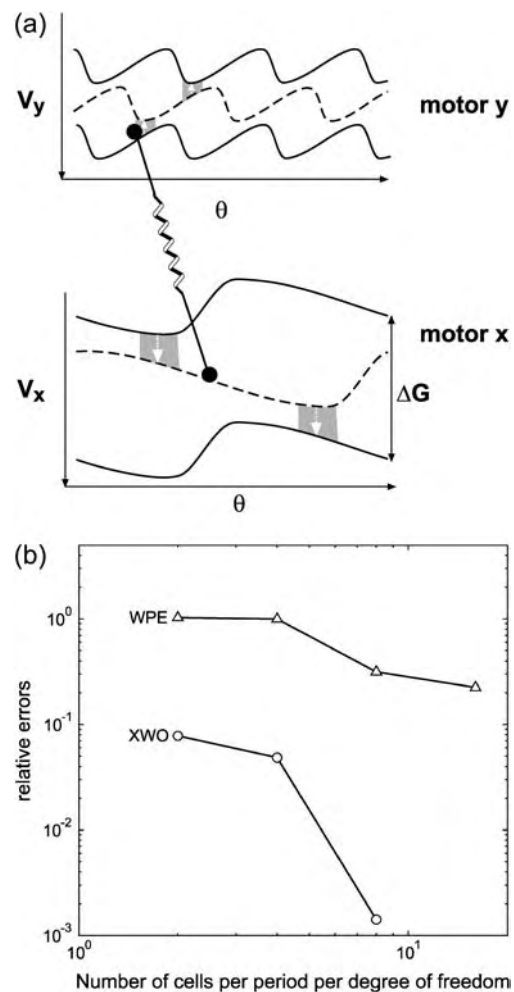 (a)
Vy
motor y
θ
motor x
Vx
ΔG
θ
(b)
10^0
WPE
10^-1
XWO
relative errors
10^-2
10^-3
10^0
10^1
Number of cells per period per degree of freedom